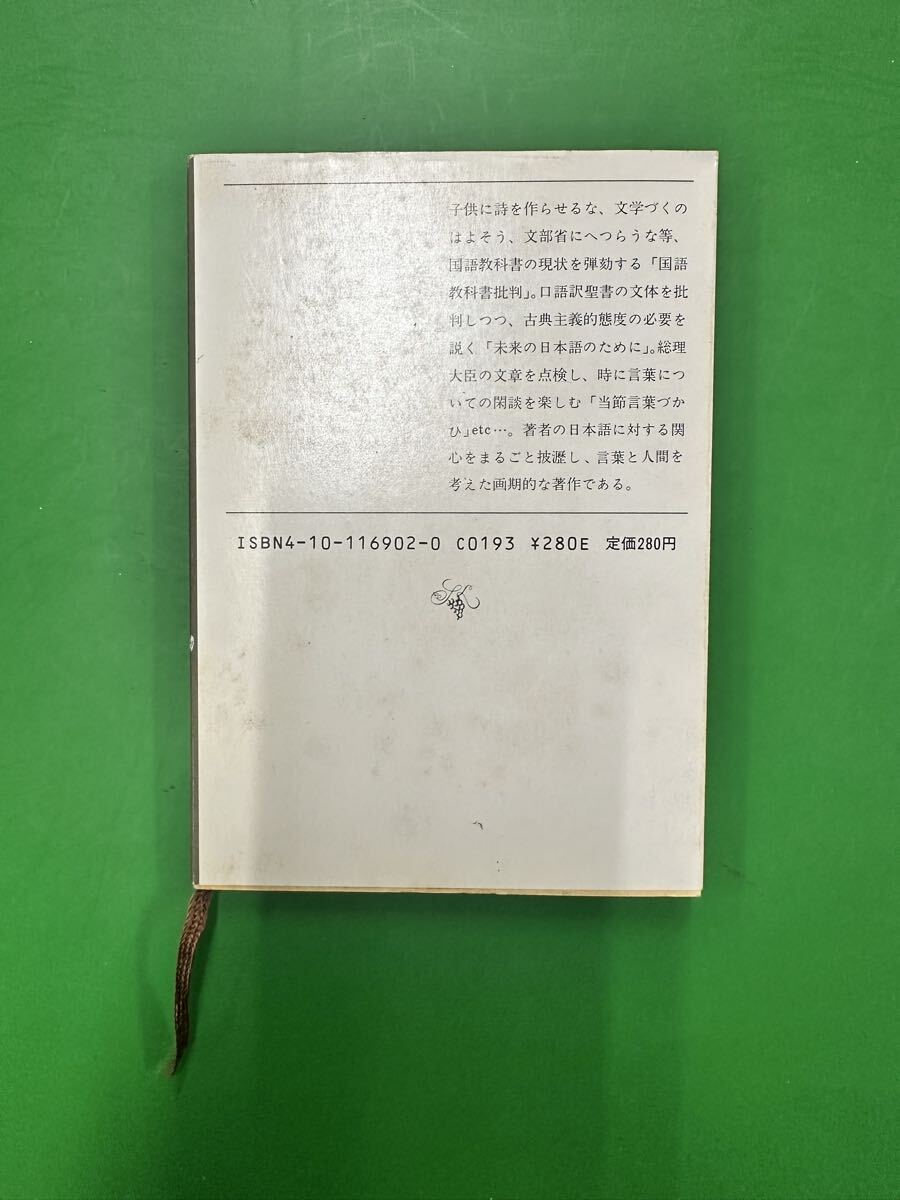 子供に詩を作らせるな、文学づくの
はよそう、文部省にへつらうな等、
国語教科書の現状を弾劾する「国語
教科書批判」。口語訳聖書の文体を批
判しつつ、古典主義的態度の必要を
説く「未来の日本語のために」。総理
大臣の文章を点検し、時に言葉につ
いての閑談を楽しむ「当節言葉づか
ひ」etc…。著者の日本語に対する関
心をまるごと披瀝し、言葉と人間を
考えた画期的な著作である。
ISBN4-10-116902-0 C0193 ¥280E 定価280円